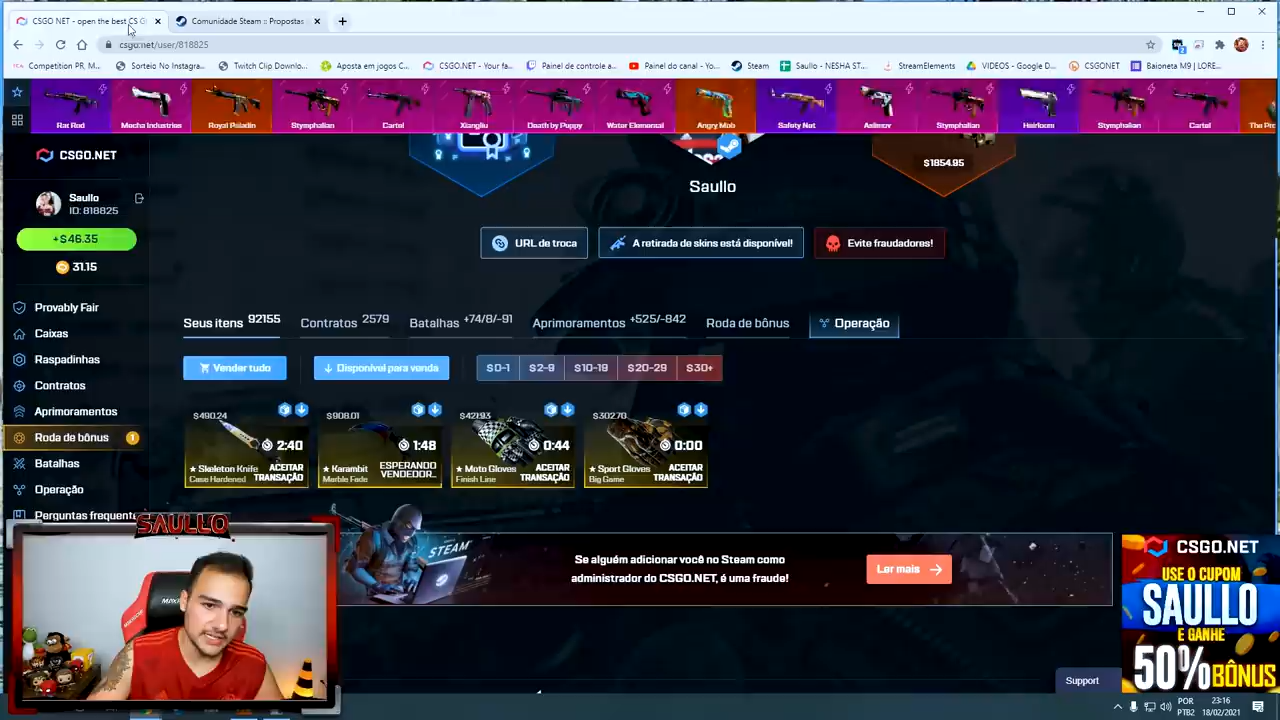 CSGO NET - open the best CS G
Comunidade Steam :: Propostas
csgo.net/user/818825
Competition PR, M...
Sorteio No Instagra...
Twitch Clip Downlo...
Aposta em jogos C...
CSGO.NET - Your fa...
Painel de controle a...
Painel do canal - Yo...
Steam
Saullo - NESHA ST...
StreamElements
VIDEOS - Google D...
CSGONET
Baioneta M9 | LORE...
Rat Rod
Mecha Industries
Royal Paladin
Stymphalian
Cartel
Xiangliu
Death by Puppy
Water Elemental
Angry Mob
Safety Net
Asiimov
Stymphalian
Heirloom
Stymphalian
Cartel
The Pri
CSGO.NET
$1854.95
Saullo
Saullo
ID: 818825
+$46.35
31.15
URL de troca
A retirada de skins está disponível!
Evite fraudadores!
Provably Fair
Caixas
Raspadinhas
Contratos
Aprimoramentos
Roda de bônus 1
Batalhas
Operação
Perguntas frequent
Seus itens 92155
Contratos 2579
Batalhas +74/8/-91
Aprimoramentos +525/-842
Roda de bônus
Operação
Vender tudo
Disponível para venda
$0-1
$2-9
$10-19
$20-29
$30+
$490.24
2:40
★ Skeleton Knife
Case Hardened
ACEITAR
TRANSAÇÃO
$908.01
1:48
★ Karambit
Marble Fade
ESPERANDO
VENDEDOR...
$421.93
0:44
★ Moto Gloves
Finish Line
ACEITAR
TRANSAÇÃO
$302.70
0:00
★ Sport Gloves
Big Game
ACEITAR
TRANSAÇÃO
STEAM
Se alguém adicionar você no Steam como
administrador do CSGO.NET, é uma fraude!
Ler mais
SAULLO
CSGO.NET
USE O CUPOM
SAULLO
E GANHE
50% BÔNUS
Support
POR
PTB2
23:16
18/02/2021